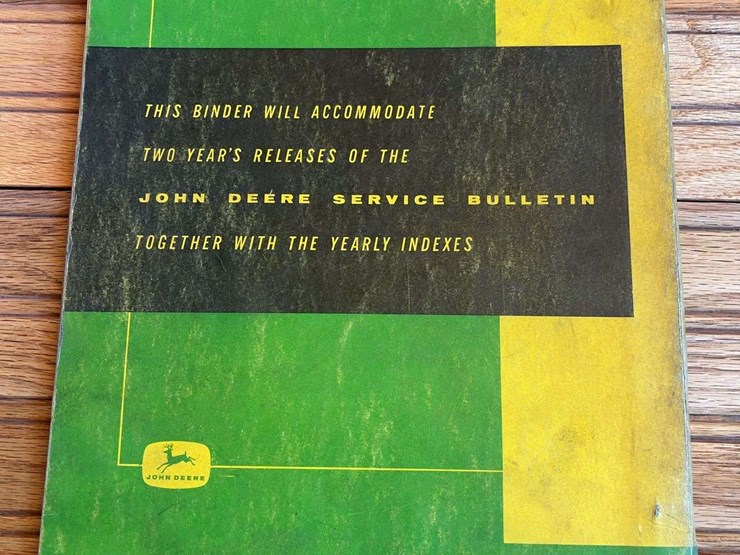 THIS BINDER WILL ACCOMMODATE
TWO YEAR'S RELEASES OF THE
JOHN DEERE SERVICE BULLETIN
TOGETHER WITH THE YEARLY INDEXES
JOHN DEERE